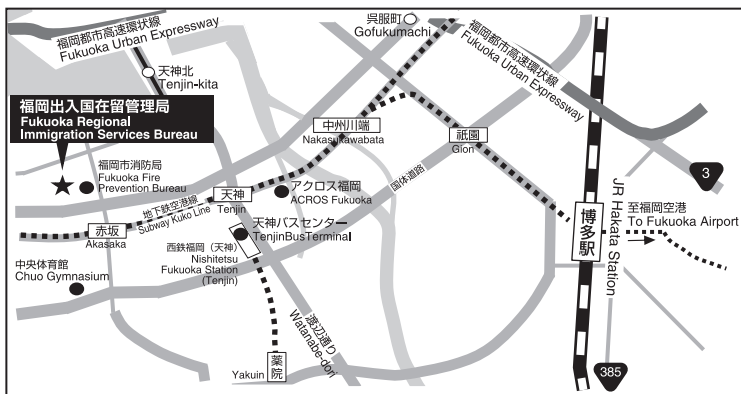 福岡都市高速環状線
Fukuoka Urban Expressway
呉服町
Gofukumachi
福岡都市高速環状線
Fukuoka Urban Expressway
天神北
Tenjin-kita
福岡出入国在留管理局
Fukuoka Regional
Immigration Services Bureau
福岡市消防局
Fukuoka Fire
Prevention Bureau
中州川端
Nakasukawabata
祇園
Gion
国体道路
3
アクロス福岡
ACROS Fukuoka
天神
Tenjin
地下鉄空港線
Subway Kuko Line
赤坂
Akasaka
天神バスセンター
TenjinBusTerminal
西鉄福岡（天神）
Nishitetsu
Fukuoka Station
(Tenjin)
中央体育館
Chuo Gymnasium
渡辺通り
Watanabe-dori
Yakuin
薬院
博多駅
JR Hakata Station
至福岡空港
To Fukuoka Airport
385